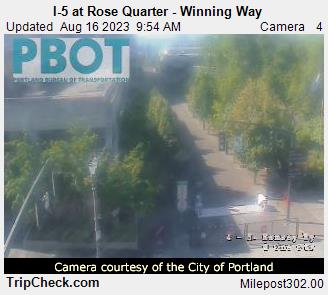 I-5 at Rose Quarter - Winning Way
Updated Aug 16 2023 9:54 AM Camera 4
PBOT
PORTLAND BUREAU OF TRANSPORTATION
Camera courtesy of the City of Portland
TripCheck.com Milepost302.00